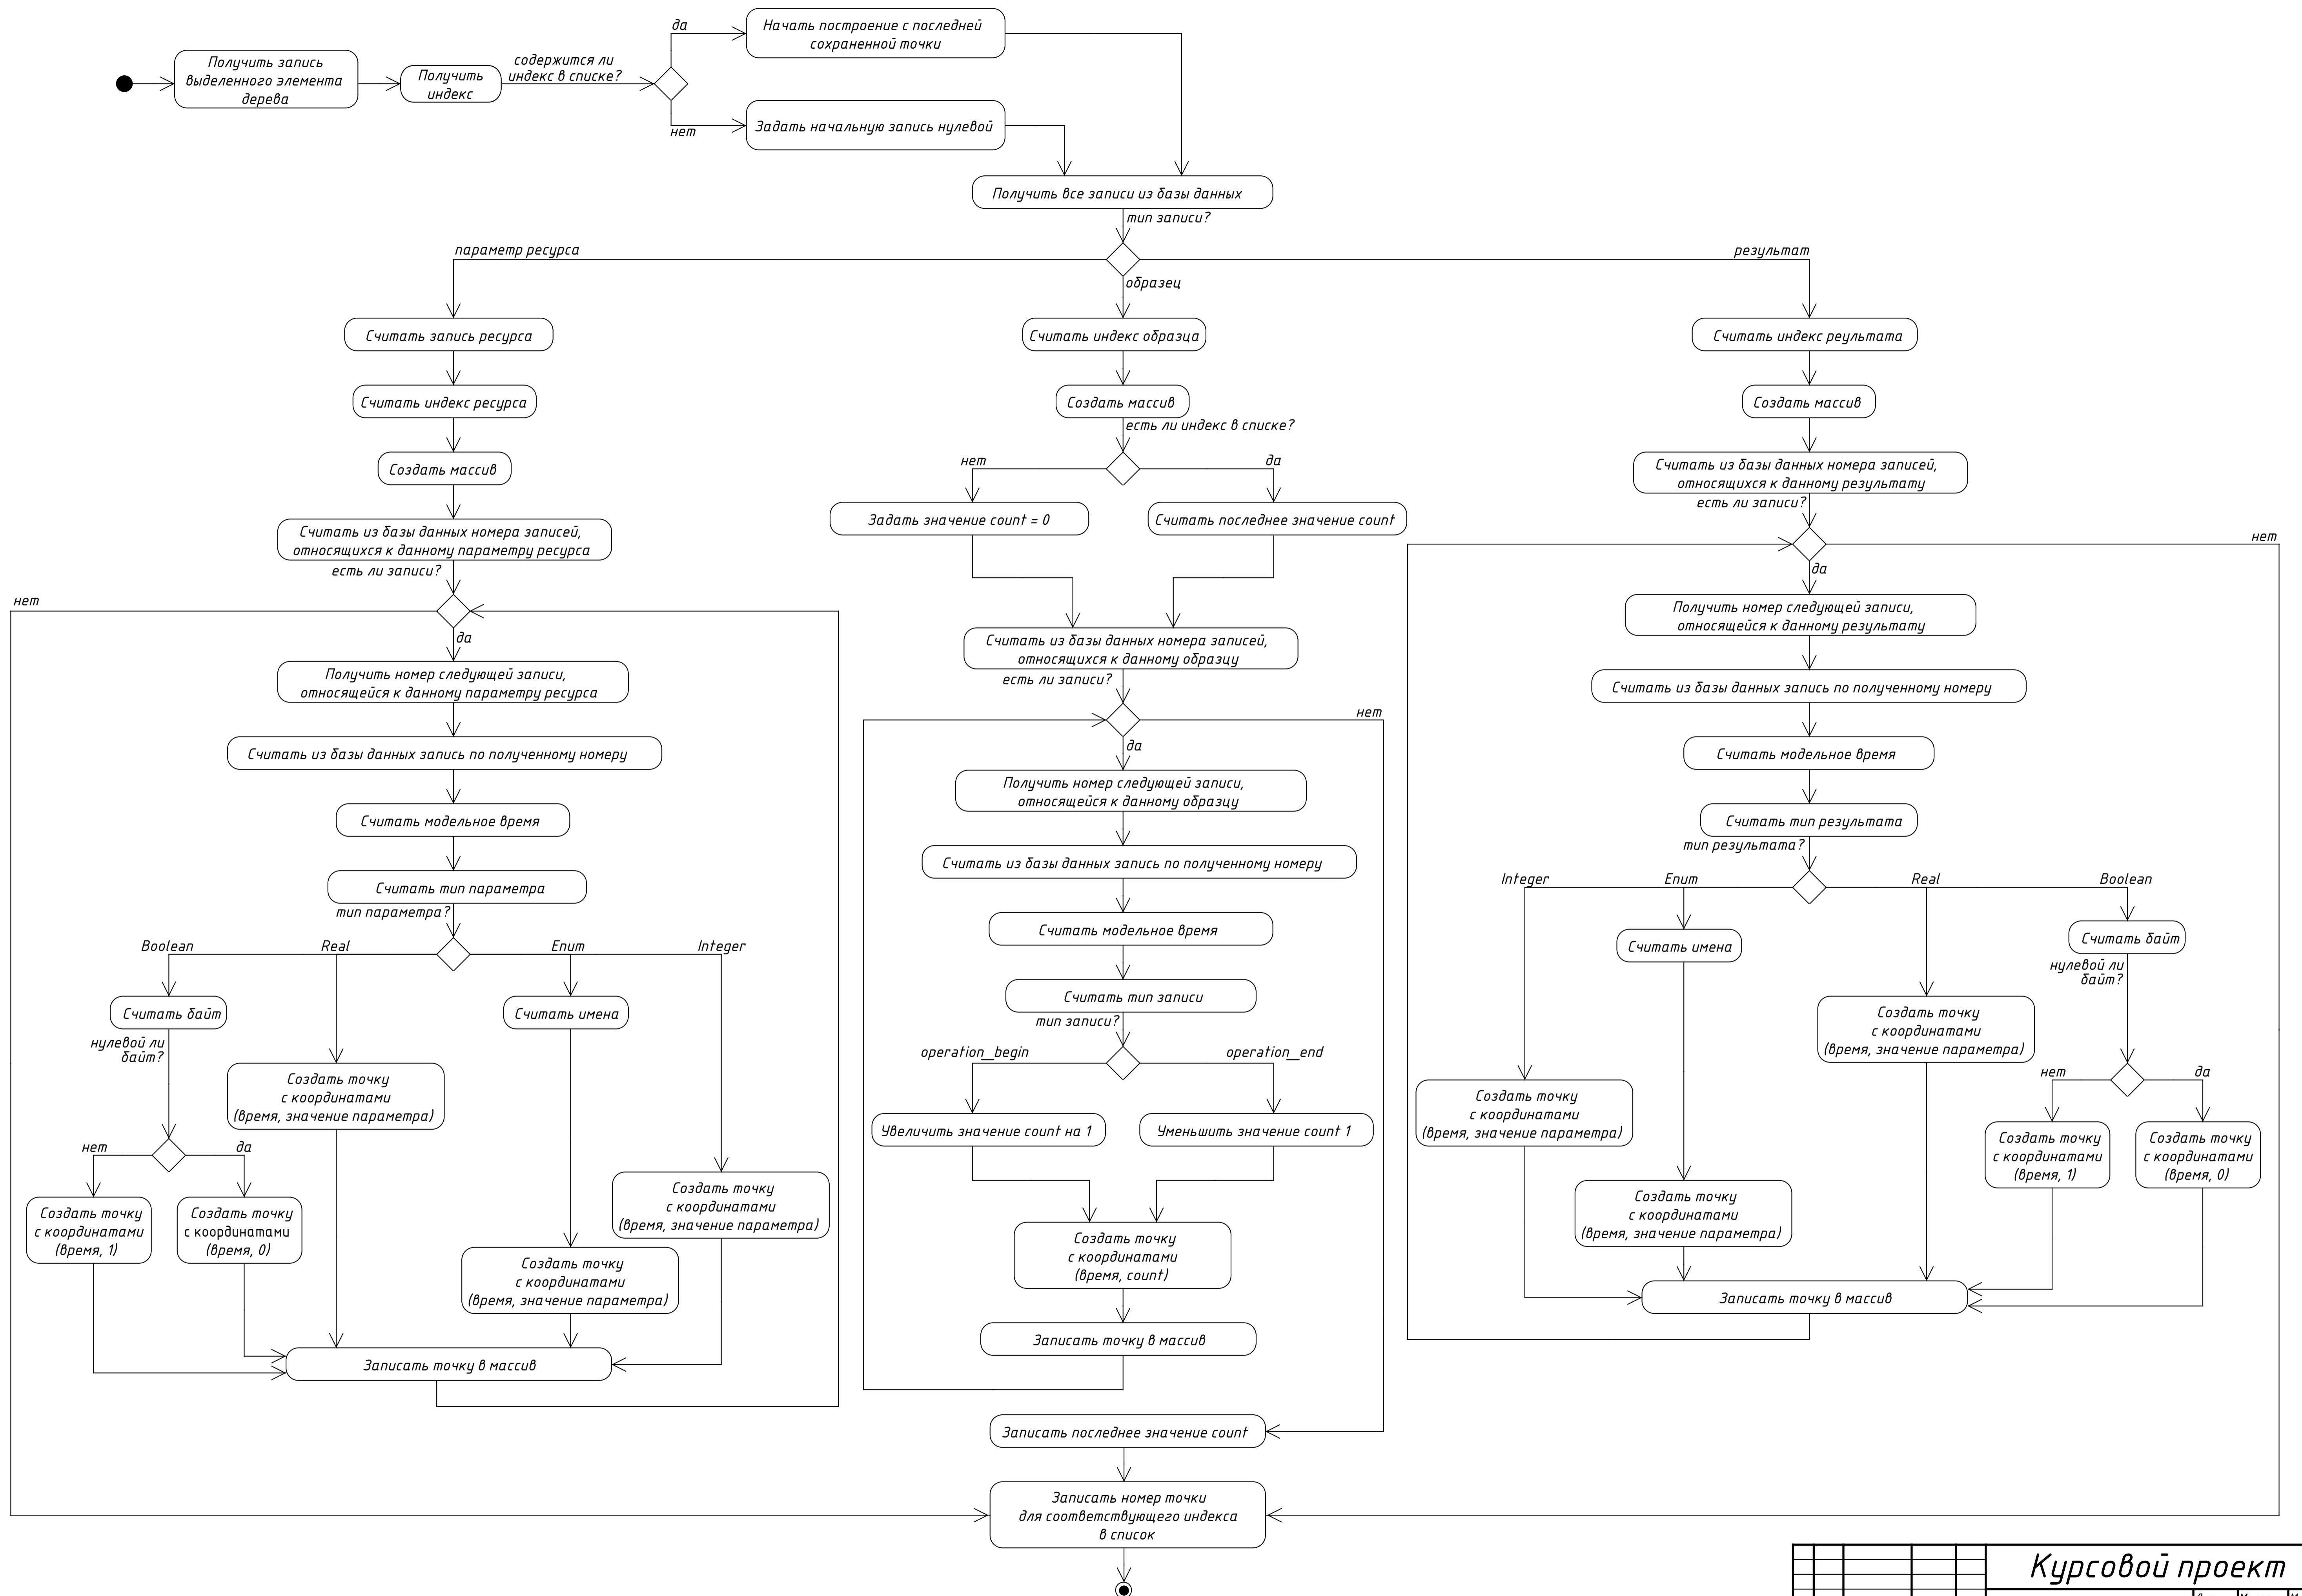 да
Начать построение с последней
сохраненной точки
Получить запись
выделенного элемента
дерева
Получить
индекс
содержится ли
индекс в списке?
нет
Задать начальную запись нулевой
Получить все записи из базы данных
тип записи?
параметр ресурса
образец
результат
Считать запись ресурса
Считать индекс ресурса
Создать массив
Считать из базы данных номера записей,
относящихся к данному параметру ресурса
есть ли записи?
нет
да
Получить номер следующей записи,
относящейся к данному параметру ресурса
Считать из базы данных запись по полученному номеру
Считать модельное время
Считать тип параметра
тип параметра?
Boolean
Real
Enum
Integer
Считать байт
нулевой ли
байт?
Считать имена
Создать точку
с координатами
(время, значение параметра)
нет
да
Создать точку
с координатами
(время, 1)
Создать точку
с координатами
(время, 0)
Создать точку
с координатами
(время, значение параметра)
Создать точку
с координатами
(время, значение параметра)
Записать точку в массив
Считать индекс образца
Создать массив
есть ли индекс в списке?
нет
да
Задать значение count = 0
Считать последнее значение count
Считать из базы данных номера записей,
относящихся к данному образцу
есть ли записи?
нет
да
Получить номер следующей записи,
относящейся к данному образцу
Считать из базы данных запись по полученному номеру
Считать модельное время
Считать тип записи
тип записи?
operation_begin
operation_end
Увеличить значение count на 1
Уменьшить значение count 1
Создать точку
с координатами
(время, count)
Записать точку в массив
Считать индекс реультата
Создать массив
Считать из базы данных номера записей,
относящихся к данному результату
есть ли записи?
нет
да
Получить номер следующей записи,
относящейся к данному результату
Считать из базы данных запись по полученному номеру
Считать модельное время
Считать тип результата
тип результата?
Integer
Enum
Real
Boolean
Считать имена
Считать байт
нулевой ли
байт?
Создать точку
с координатами
(время, значение параметра)
нет
да
Создать точку
с координатами
(время, значение параметра)
Создать точку
с координатами
(время, 1)
Создать точку
с координатами
(время, 0)
Создать точку
с координатами
(время, значение параметра)
Записать точку в массив
Записать последнее значение count
Записать номер точки
для соответствующего индекса
в список
Курсовой проект